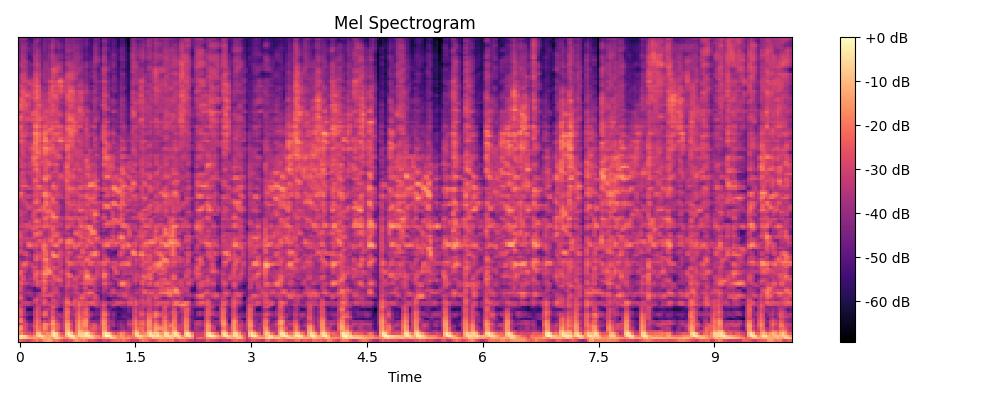 Mel Spectrogram
+0 dB
-10 dB
-20 dB
-30 dB
-40 dB
-50 dB
-60 dB
0
1.5
3
4.5
6
7.5
9
Time